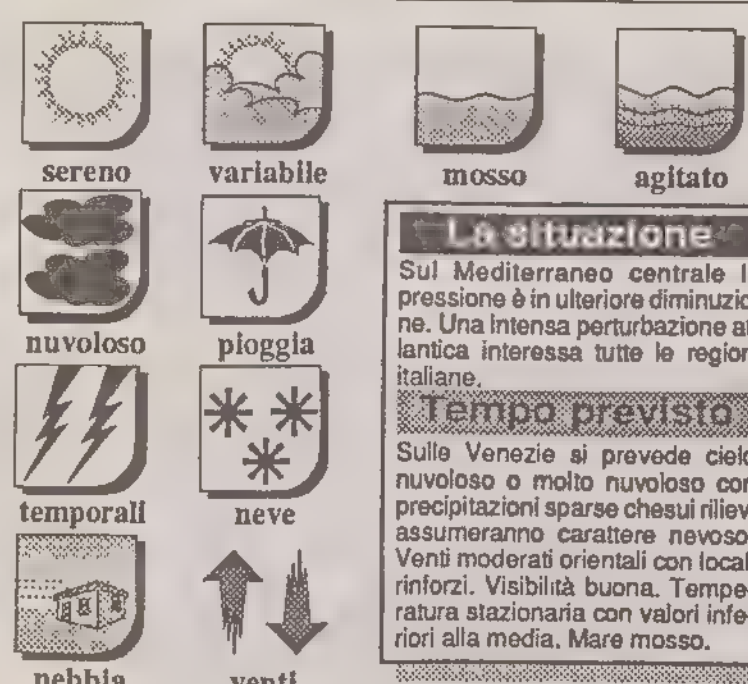 sereno
variabile
mosso
agitato
nuvoloso
pioggia
temporali
neve
nebbia
venti
La situazione
Sul Mediterraneo centrale l
pressione è in ulteriore diminuzio
ne. Una intensa perturbazione at
lantica interessa tutte le region
italiane.
Tempo previsto
Sulle Venezie si prevede cielo
nuvoloso o molto nuvoloso con
precipitazioni sparse chesui riliev
assumeranno carattere nevoso.
Venti moderati orientali con local
rinforzi. Visibilità buona. Tempe-
ratura stazionaria con valori infe-
riori alla media. Mare mosso.